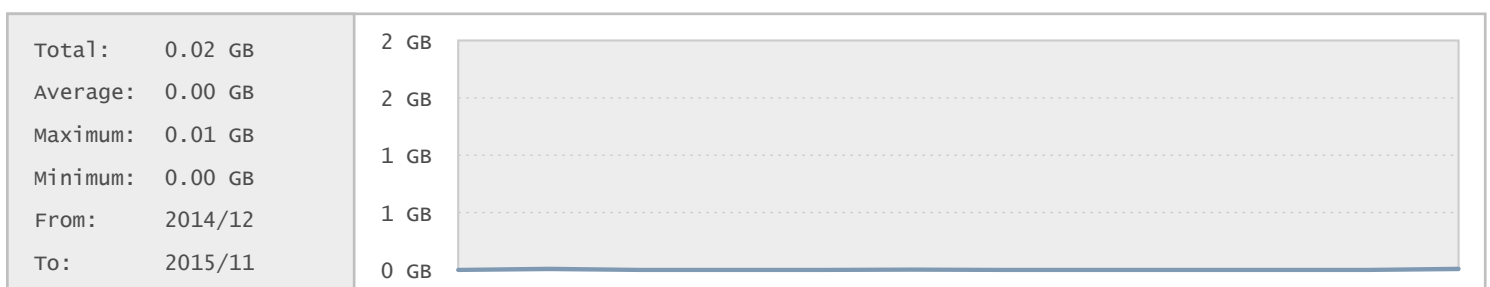 Total: 0.02 GB
Average: 0.00 GB
Maximum: 0.01 GB
Minimum: 0.00 GB
From: 2014/12
To: 2015/11
2 GB
2 GB
1 GB
1 GB
0 GB